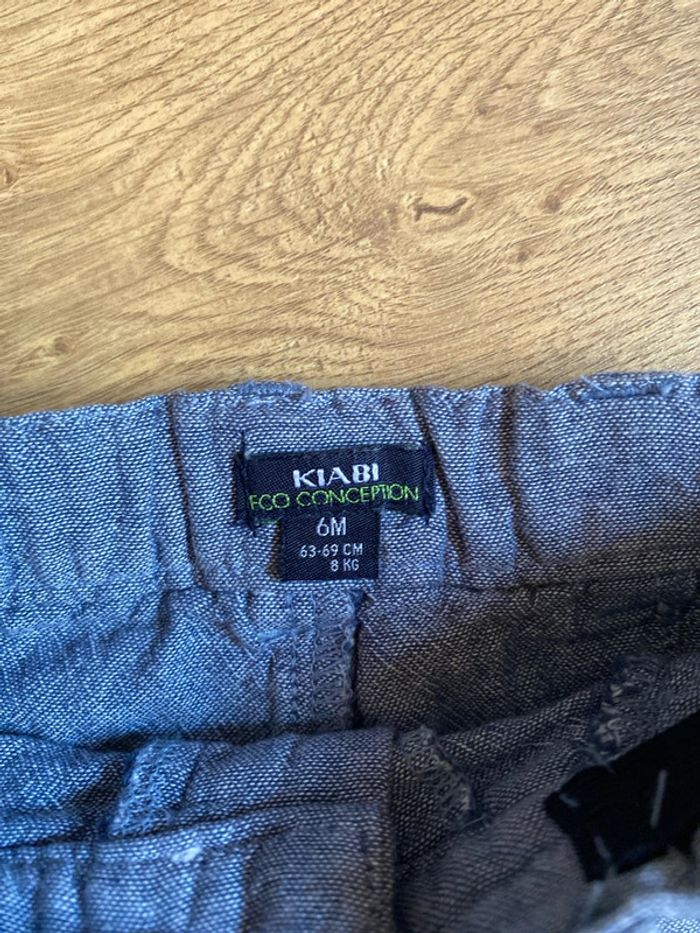 KIABI
ECO CONCEPTION
6M
63-69 CM
8 KG